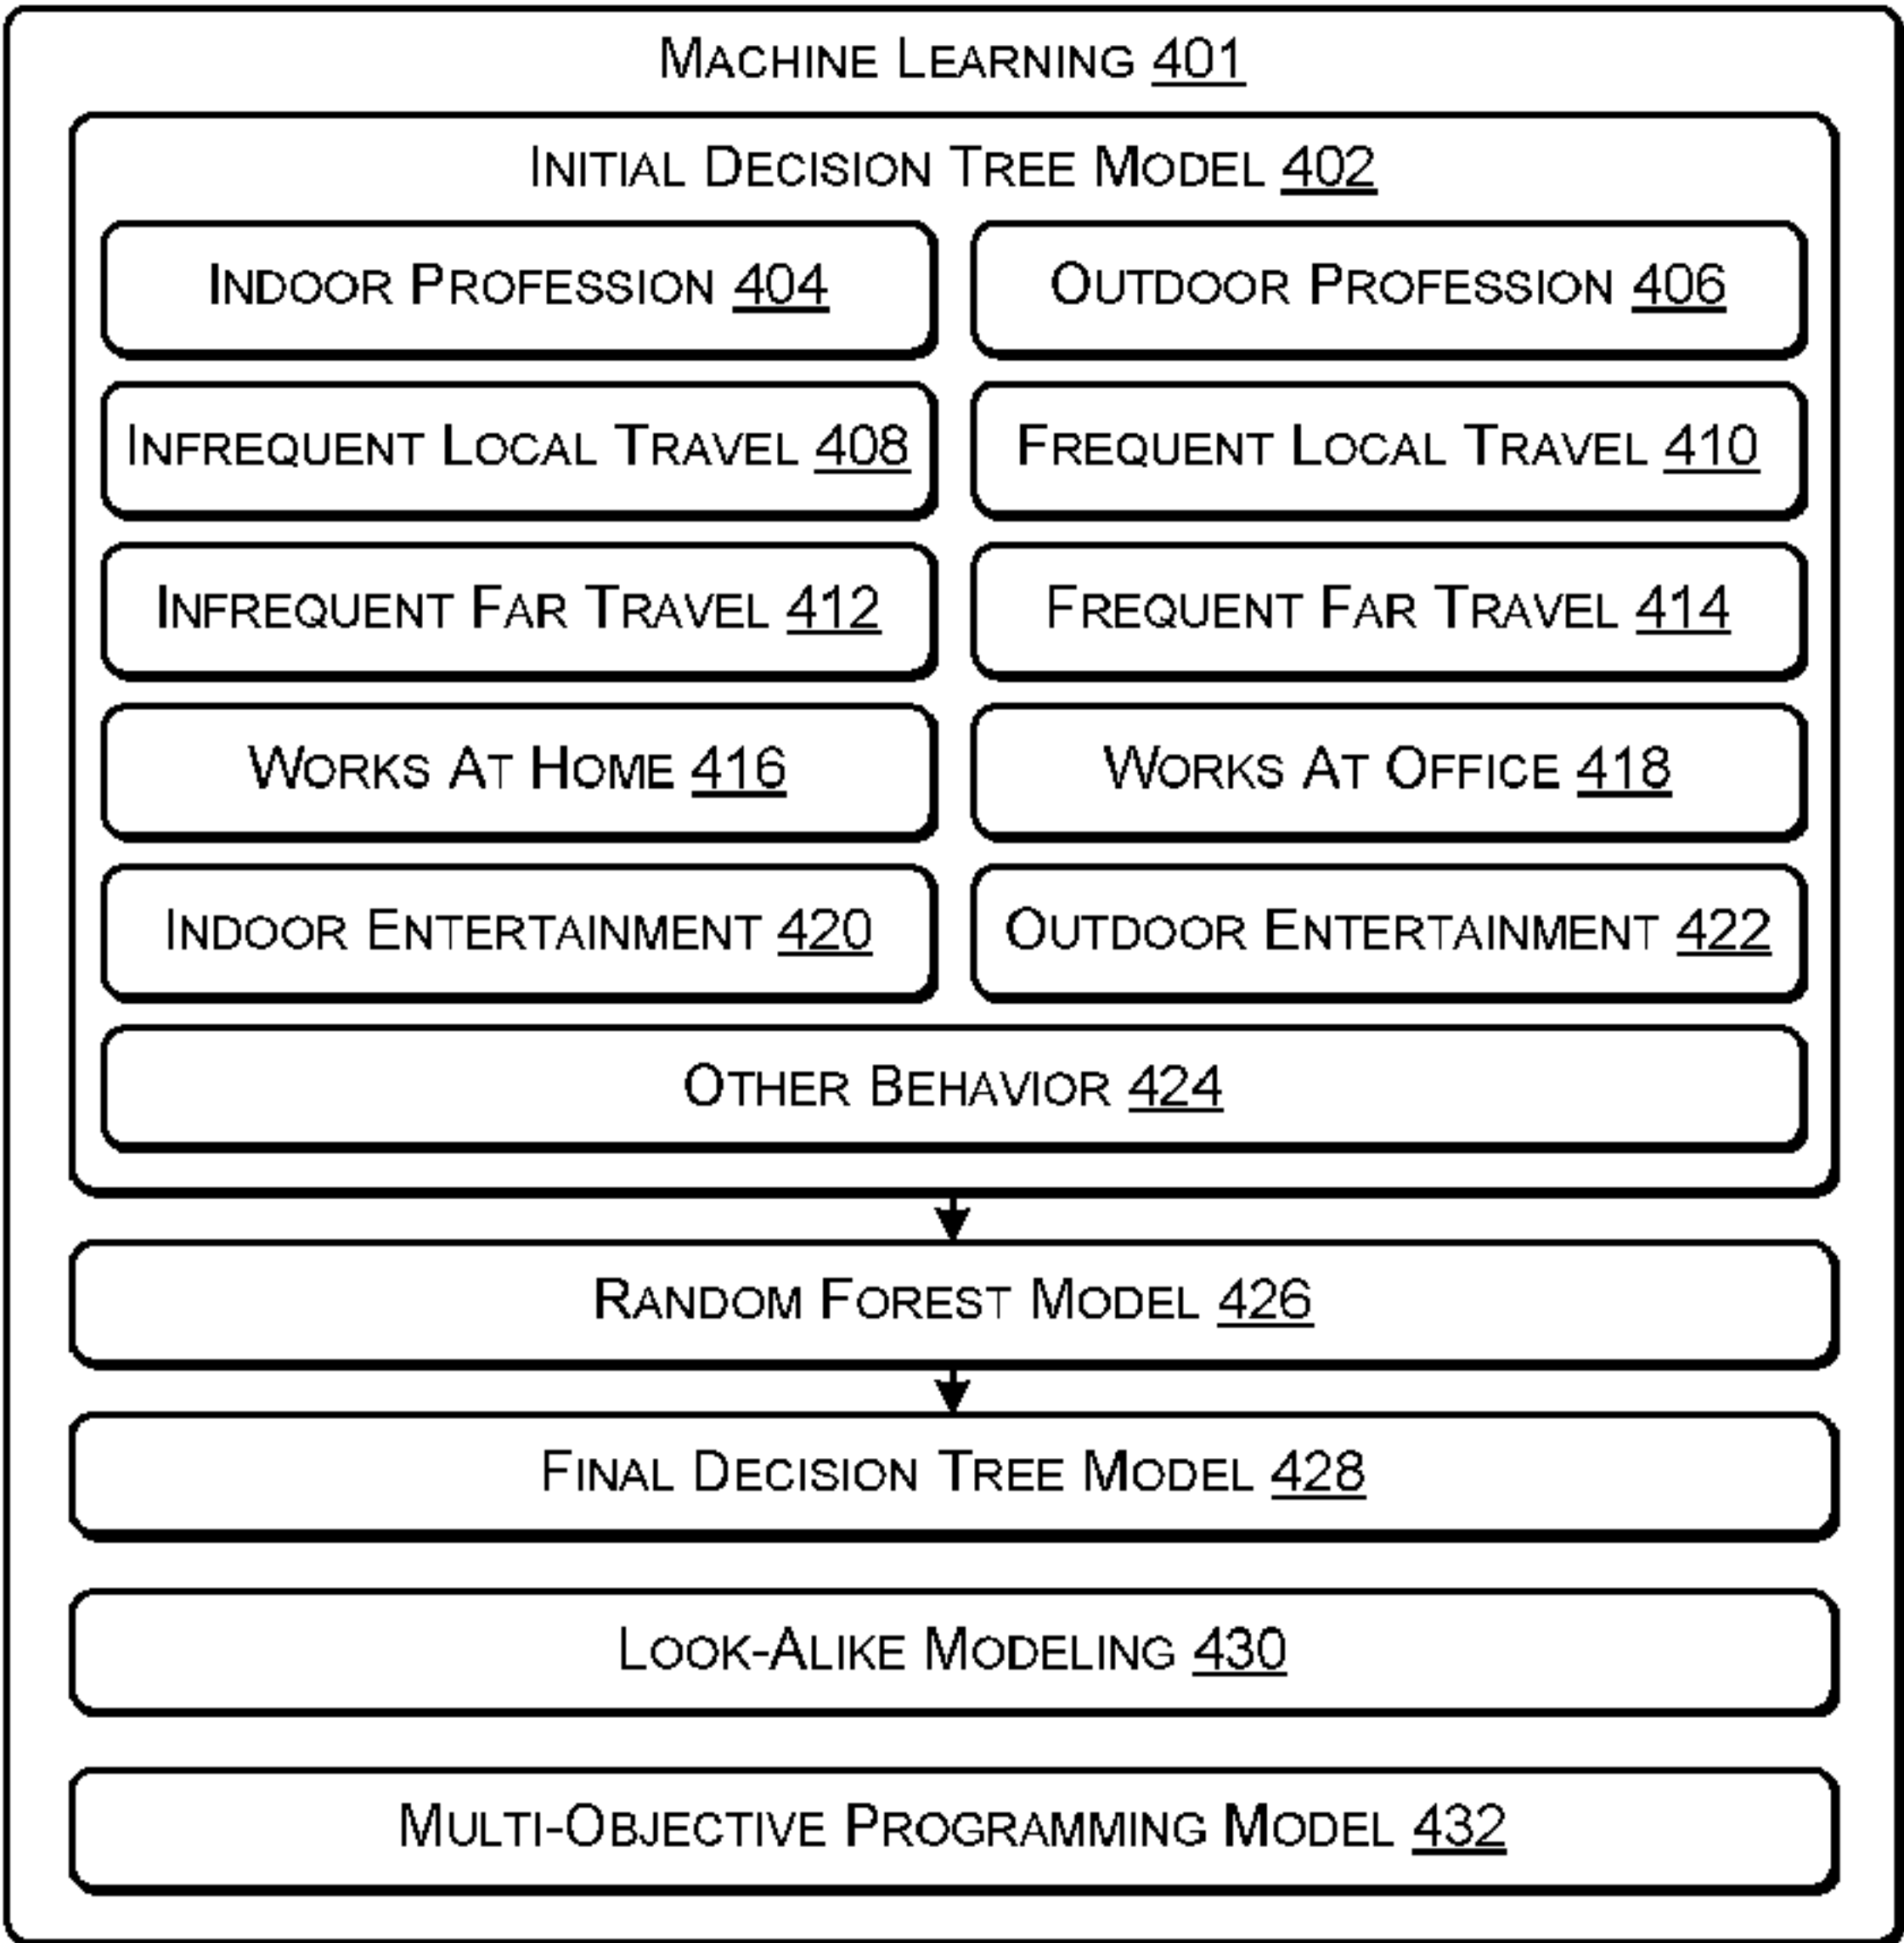 MACHINE LEARNING 401
INITIAL DECISION TREE MODEL 402
INDOOR PROFESSION 404
OUTDOOR PROFESSION 406
INFREQUENT LOCAL TRAVEL 408
FREQUENT LOCAL TRAVEL 410
INFREQUENT FAR TRAVEL 412
FREQUENT FAR TRAVEL 414
WORKS AT HOME 416
WORKS AT OFFICE 418
INDOOR ENTERTAINMENT 420
OUTDOOR ENTERTAINMENT 422
OTHER BEHAVIOR 424
RANDOM FOREST MODEL 426
FINAL DECISION TREE MODEL 428
LOOK-ALIKE MODELING 430
MULTI-OBJECTIVE PROGRAMMING MODEL 432